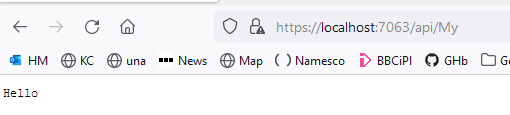 https://localhost:7063/api/My
HM KC una News Map Namesco BBCiPl GHb
Hello